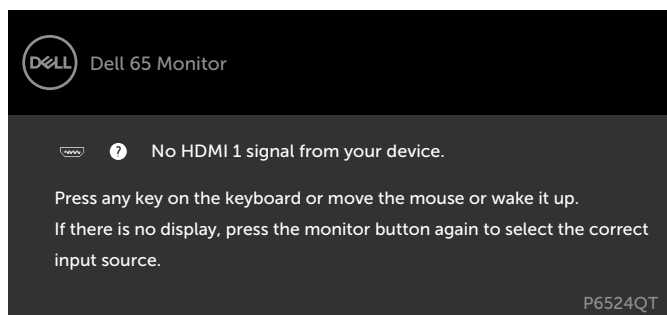 DELL
Dell 65 Monitor
? No HDMI 1 signal from your device.
Press any key on the keyboard or move the mouse or wake it up.
If there is no display, press the monitor button again to select the correct
input source.
P6524QT